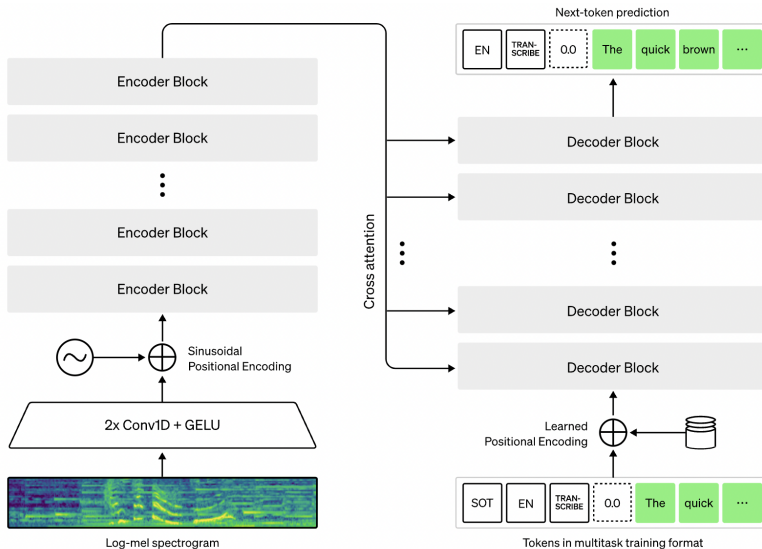 Next-token prediction
EN TRAN-
SCRIBE 0.0 The quick brown ...
Encoder Block
Encoder Block
...
Encoder Block
Encoder Block
Sinusoidal
Positional Encoding
2x Conv1D + GELU
Log-mel spectrogram
Cross attention
Decoder Block
Decoder Block
...
Decoder Block
Decoder Block
Learned
Positional Encoding
SOT EN TRAN-
SCRIBE 0.0 The quick ...
Tokens in multitask training format